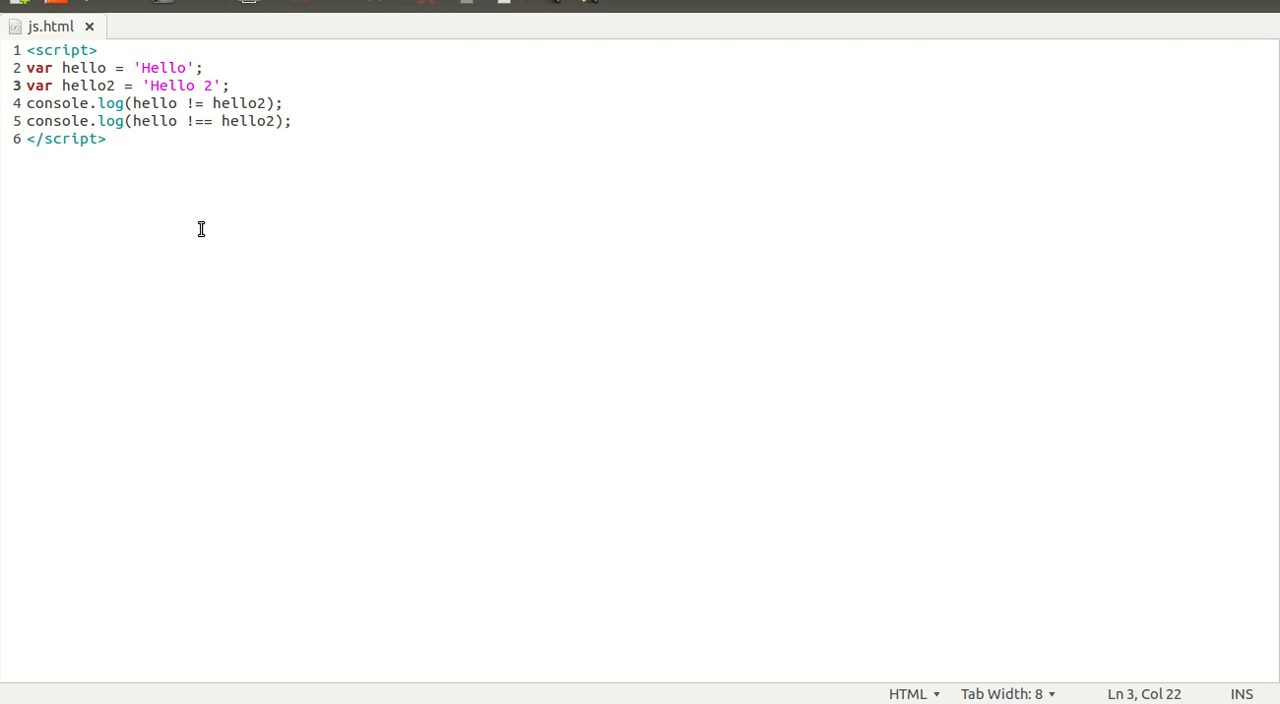 js.html
1 <script>
2 var hello = 'Hello';
3 var hello2 = 'Hello 2';
4 console.log(hello != hello2);
5 console.log(hello !== hello2);
6 </script>
HTML Tab Width: 8 Ln 3, Col 22 INS